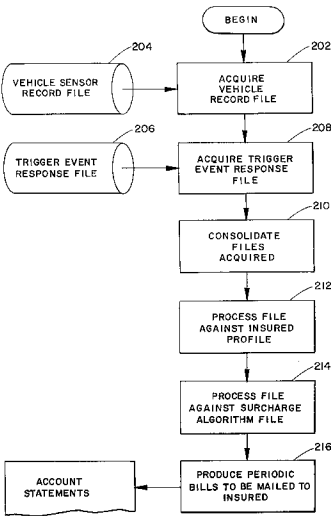 BEGIN
204
202
VEHICLE SENSOR
RECORD FILE
ACQUIRE
VEHICLE
RECORD FILE
206
208
TRIGGER EVENT
RESPONSE FILE
ACQUIRE TRIGGER
EVENT RESPONSE
FILE
210
CONSOLIDATE
FILES
ACQUIRED
212
PROCESS FILE
AGAINST INSURED
PROFILE
214
PROCESS FILE
AGAINST SURCHARGE
ALGORITHM FILE
216
ACCOUNT
STATEMENTS
PRODUCE PERIODIC
BILLS TO BE MAILED TO
INSURED